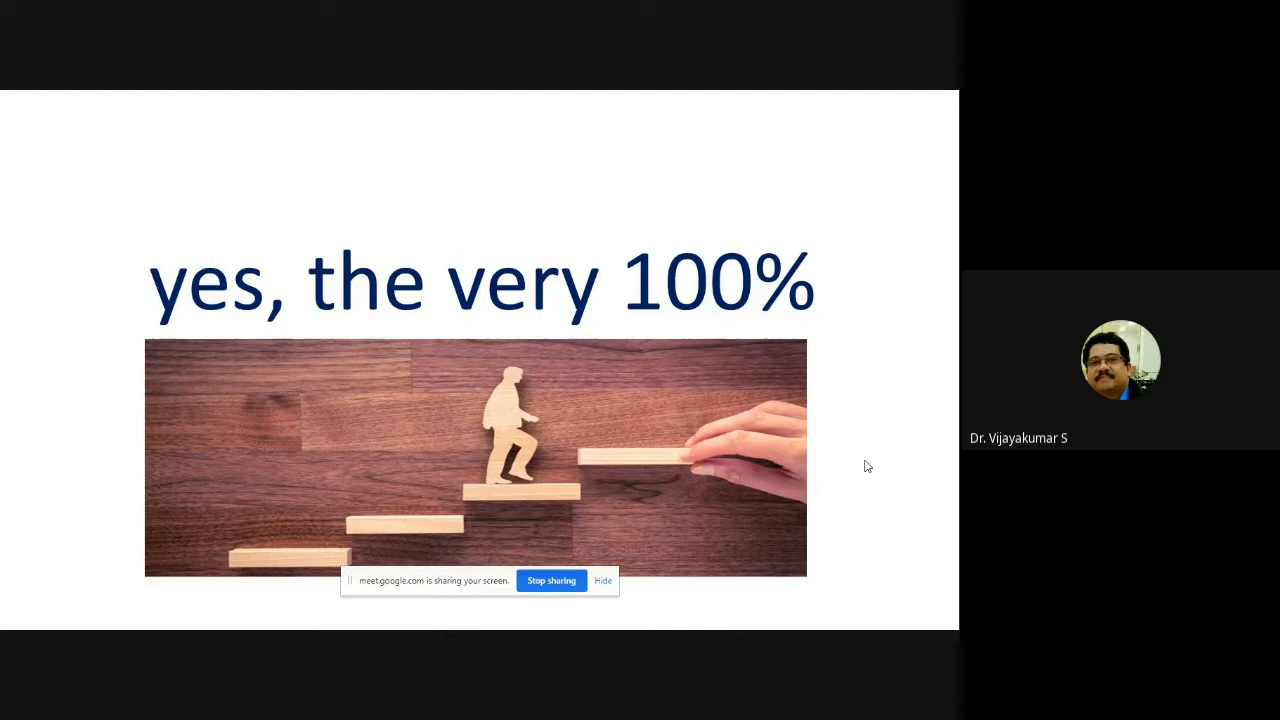 yes, the very 100%
meet.google.com is sharing your screen. Stop sharing Hide
Dr. Vijayakumar S